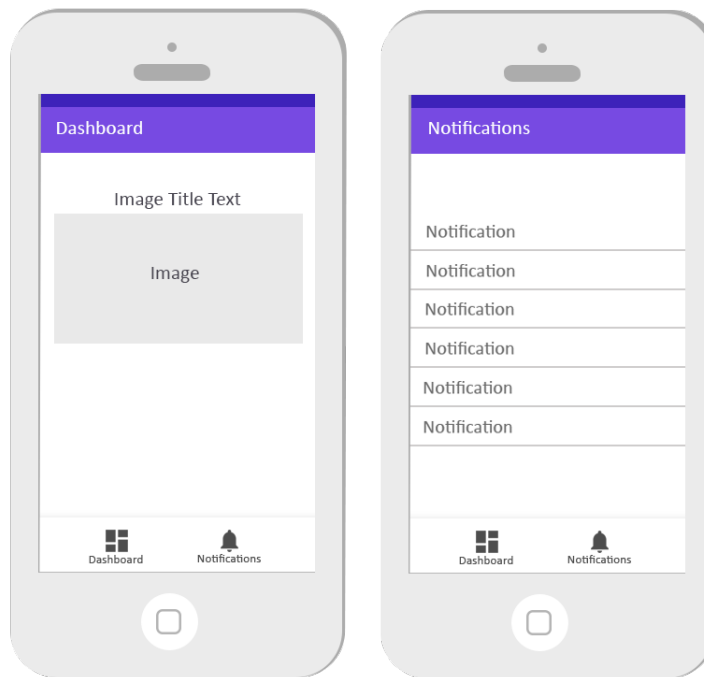 Dashboard
Image Title Text
Image
Dashboard Notifications
Notifications
Notification
Notification
Notification
Notification
Notification
Notification
Dashboard Notifications